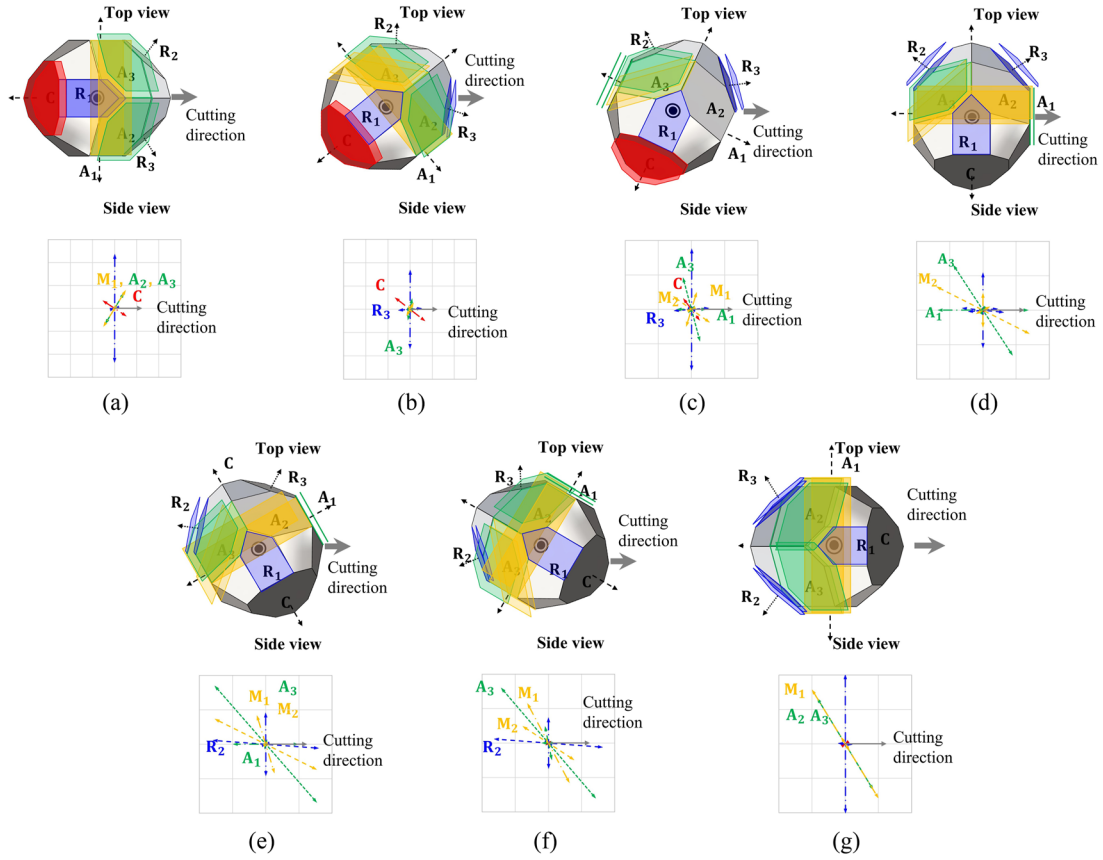 Top view
R₂
A₃
C
R₁
Cutting direction
A₂
A₁
R₃
Side view
M₁, A₂, A₃
C
Cutting direction
(a)
Top view
R₂
A₃
Cutting direction
R₁
A₂
C
R₃
A₁
Side view
C
R₃
Cutting direction
A₃
(b)
Top view
R₂
R₃
A₃
A₂
R₁
Cutting direction
A₁
C
Side view
A₃
C
M₂
M₁
R₃
A₁
Cutting direction
(c)
Top view
R₂
R₃
A₃
A₂
A₁
R₁
Cutting direction
C
Side view
A₃
M₂
A₁
Cutting direction
(d)
Top view
C
R₃
R₂
A₁
A₂
A₃
R₁
Cutting direction
C
Side view
A₃
M₁
M₂
R₂
A₁
Cutting direction
(e)
Top view
R₃
A₁
A₂
Cutting direction
R₂
A₃
R₁
C
Side view
A₃
M₁
M₂
R₂
Cutting direction
(f)
Top view
A₁
R₃
A₂
Cutting direction
R₁
C
A₃
R₂
Side view
M₁
A₂ A₃
Cutting direction
(g)